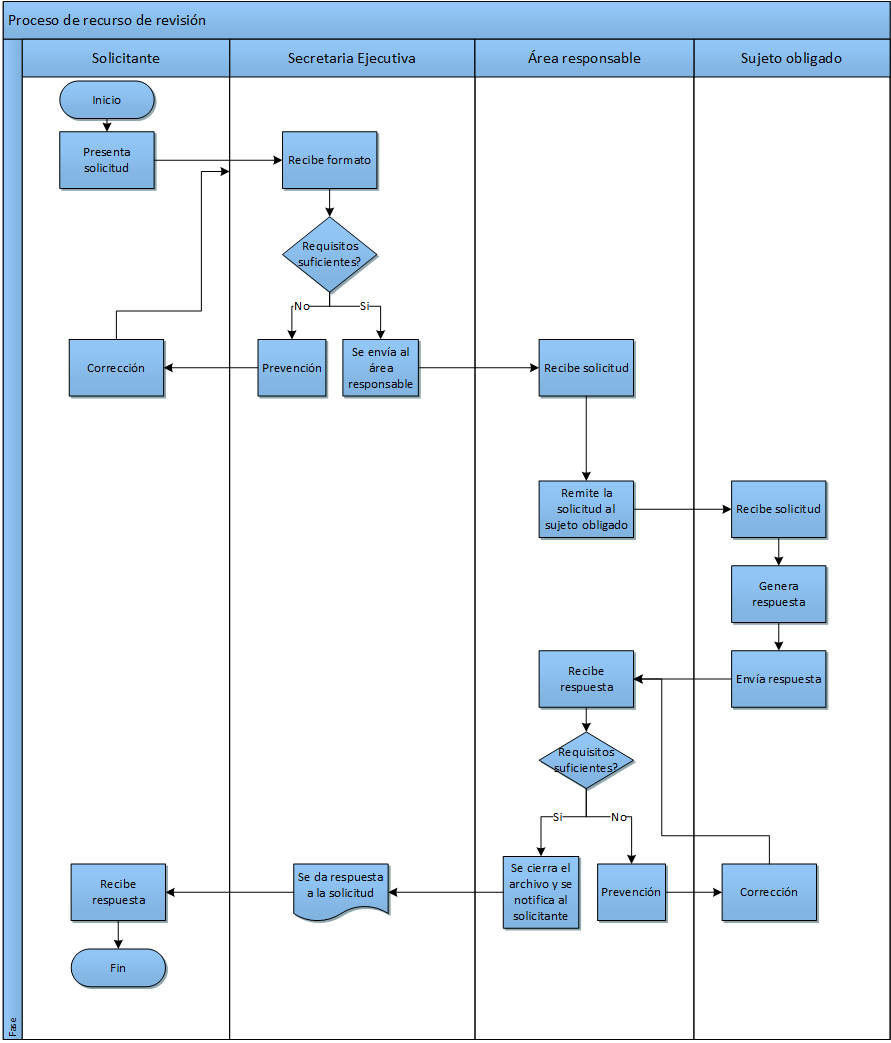 Proceso de recurso de revisión
Solicitante
Secretaria Ejecutiva
Área responsable
Sujeto obligado
Inicio
Presenta
solicitud
Recibe formato
Requisitos
suficientes?
No
Si
Corrección
Prevención
Se envía al
área
responsable
Recibe solicitud
Remite la
solicitud al
sujeto obligado
Recibe solicitud
Genera
respuesta
Envía respuesta
Recibe
respuesta
Requisitos
suficientes?
Si
No
Se cierra el
archivo y se
notifica al
solicitante
Prevención
Corrección
Se da respuesta
a la solicitud
Recibe
respuesta
Fin
Fase